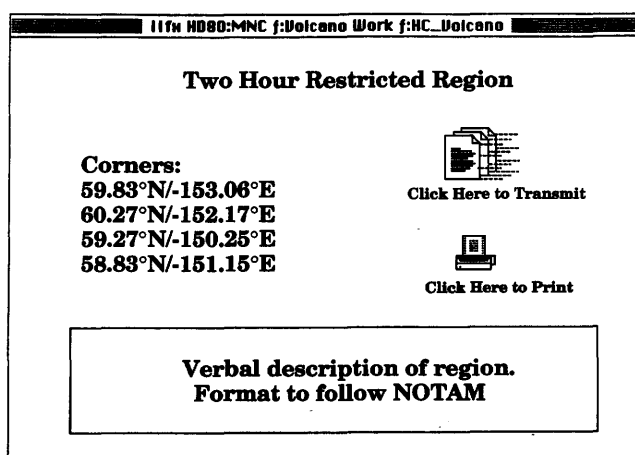 IIfx HD80:MNC f:Volcano Work f:HC_Volcano
Two Hour Restricted Region
Corners:
59.83°N/-153.06°E
60.27°N/-152.17°E
59.27°N/-150.25°E
58.83°N/-151.15°E
Click Here to Transmit
Click Here to Print
Verbal description of region.
Format to follow NOTAM